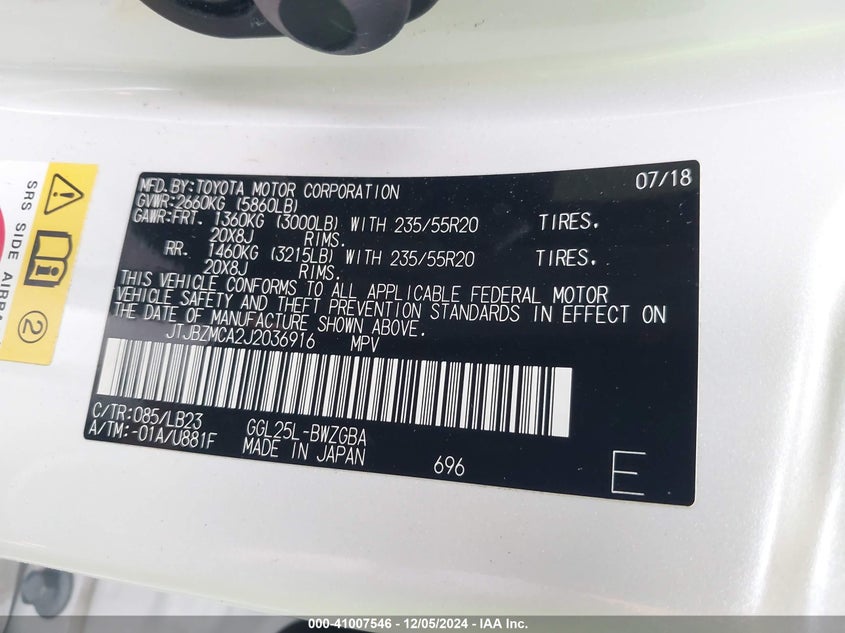 MFD. BY: TOYOTA MOTOR CORPORATION 07/18
GVWR: 2660KG (5860LB)
GAWR: FRT. 1360KG (3000LB) WITH 235/55R20 TIRES.
20X8J RIMS.
RR. 1460KG (3215LB) WITH 235/55R20 TIRES.
20X8J RIMS.
THIS VEHICLE CONFORMS TO ALL APPLICABLE FEDERAL MOTOR
VEHICLE SAFETY AND THEFT PREVENTION STANDARDS IN EFFECT ON
THE DATE OF MANUFACTURE SHOWN ABOVE.
JTJBZMCA2J2036916 MPV
C/TR: 085/LB23 GGL25L-BWZGBA
A/TM: -01A/U881F MADE IN JAPAN 696 E
SRS SIDE AIRBA
2
000-41007546 - 12/05/2024 - IAA Inc.